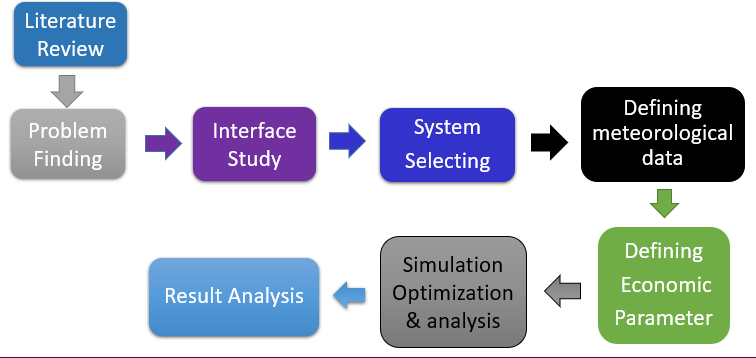 Literature
Review
Problem
Finding
Interface
Study
System
Selecting
Defining
meteorological
data
Defining
Economic
Parameter
Simulation
Optimization
& analysis
Result Analysis